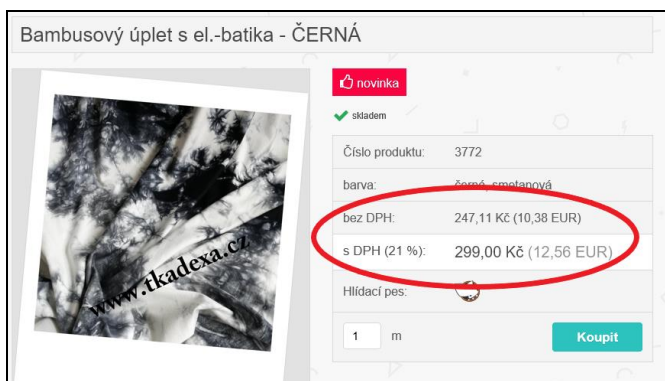 Bambusový úplet s el.-batika - ČERNÁ
novinka
skladem
Číslo produktu: 3772
barva: černá, smetanová
bez DPH: 247,11 Kč (10,38 EUR)
s DPH (21 %): 299,00 Kč (12,56 EUR)
Hlídací pes:
1 m Koupit
www.tkadexa.cz